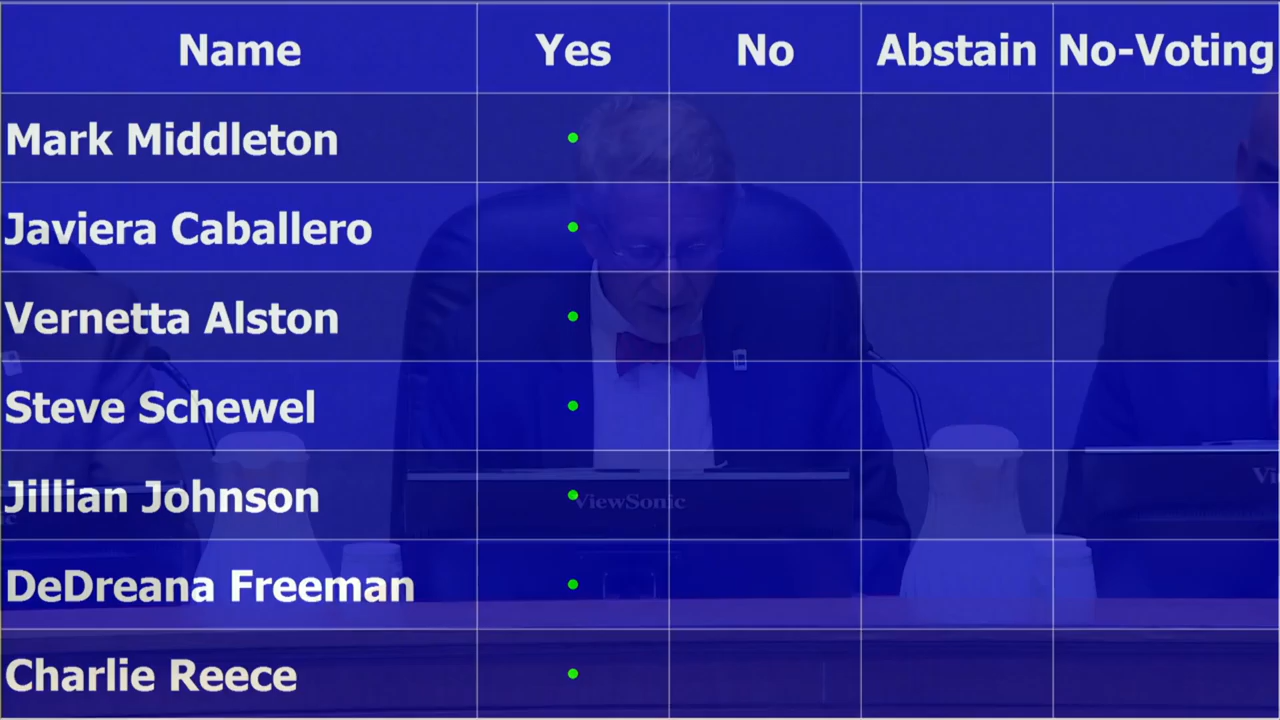 Name Yes No Abstain No-Voting
Mark Middleton
Javiera Caballero
Vernetta Alston
Steve Schewel
Jillian Johnson
ViewSonic
DeDreana Freeman
Charlie Reece